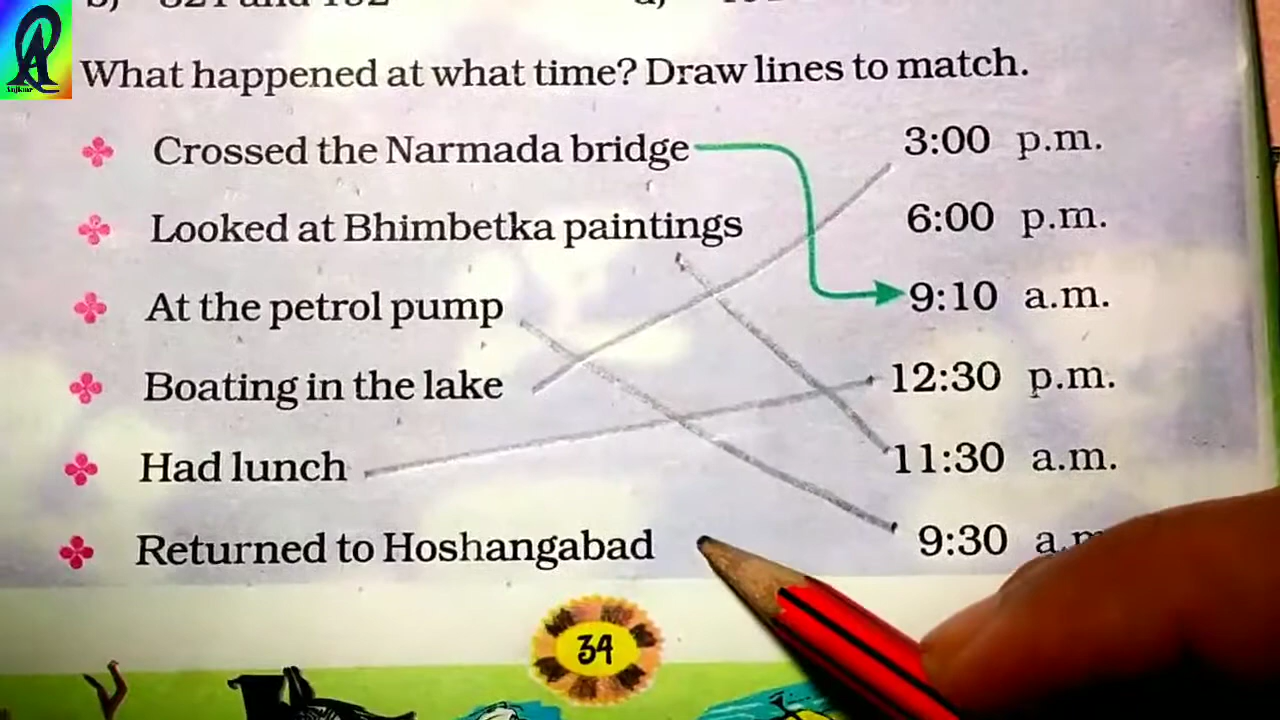 What happened at what time? Draw lines to match.
Crossed the Narmada bridge 3:00 p.m.
Looked at Bhimbetka paintings 6:00 p.m.
At the petrol pump 9:10 a.m.
Boating in the lake 12:30 p.m.
Had lunch 11:30 a.m.
Returned to Hoshangabad 9:30 a.m
34